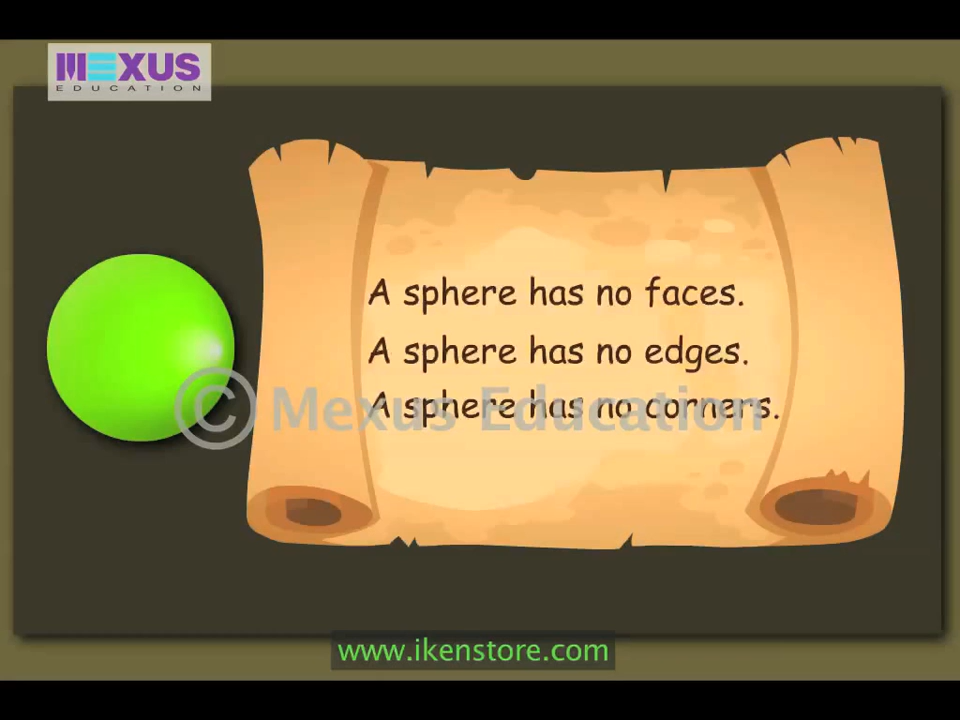 MEXUS
EDUCATION
A sphere has no faces.
A sphere has no edges.
A sphere has no corners.
© Mexus Education
www.ikenstore.com